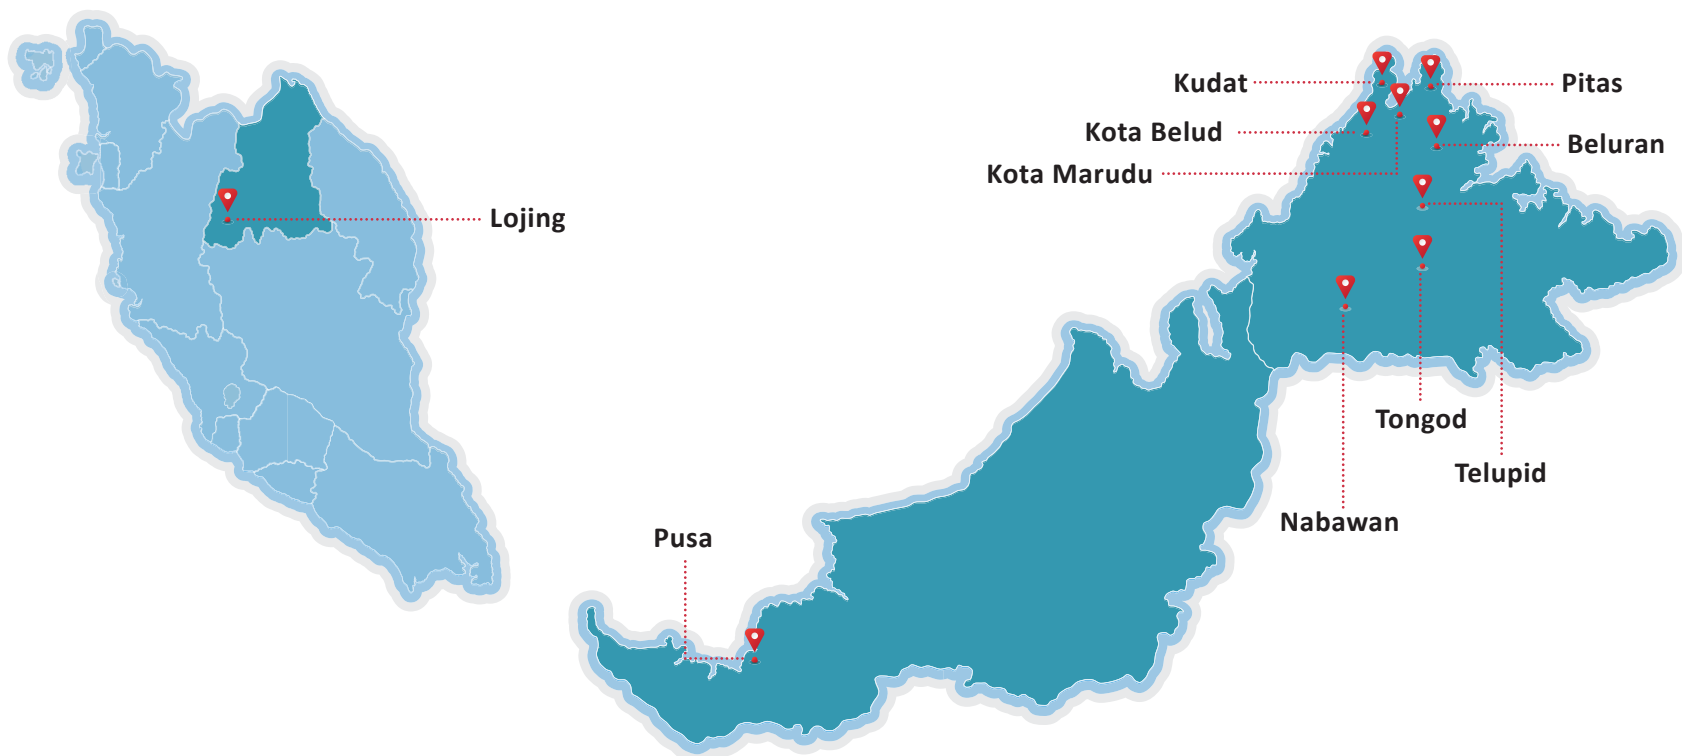 Kudat
Pitas
Kota Belud
Beluran
Kota Marudu
Lojing
Tongod
Telupid
Nabawan
Pusa